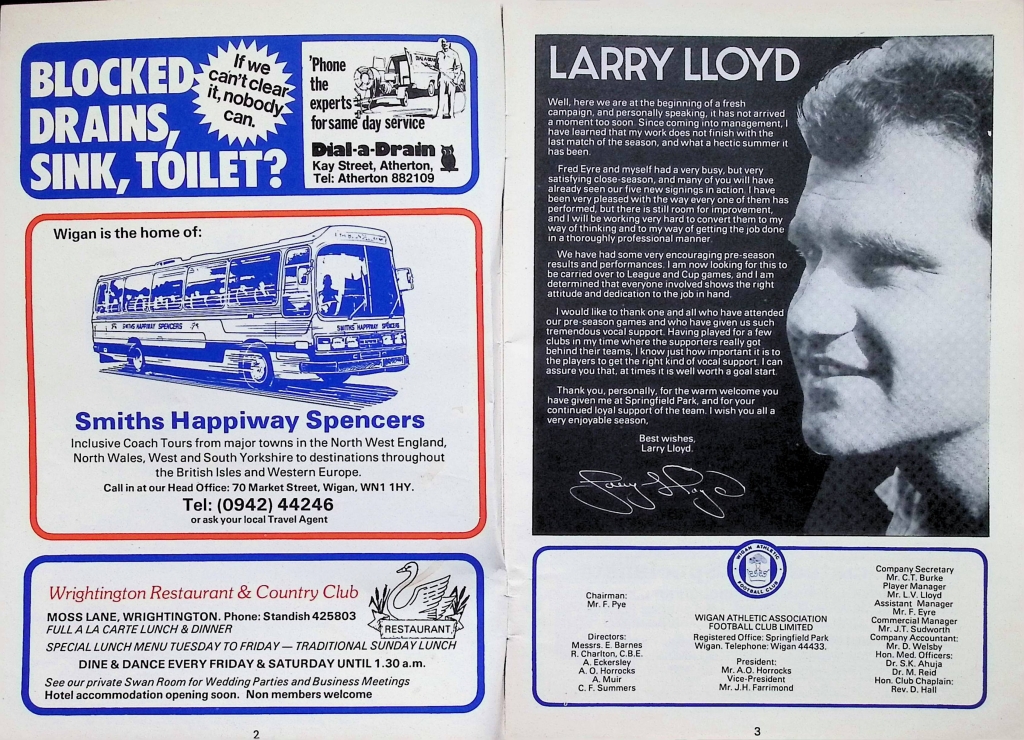 BLOCKED
DRAINS,
SINK, TOILET?
If we
can't clear
it, nobody
can.
'Phone
the
experts
for same day service
Dial-a-Drain
Kay Street, Atherton,
Tel: Atherton 882109
Wigan is the home of:
SMITHS HAPPIWAY SPENCERS
SMITHS HAPPIWAY SPENCERS
Smiths Happiway Spencers
Inclusive Coach Tours from major towns in the North West England,
North Wales, West and South Yorkshire to destinations throughout
the British Isles and Western Europe.
Call in at our Head Office: 70 Market Street, Wigan, WN1 1HY.
Tel: (0942) 44246
or ask your local Travel Agent
Wrightington Restaurant & Country Club
MOSS LANE, WRIGHTINGTON. Phone: Standish 425803
FULL A LA CARTE LUNCH & DINNER
RESTAURANT
SPECIAL LUNCH MENU TUESDAY TO FRIDAY — TRADITIONAL SUNDAY LUNCH
DINE & DANCE EVERY FRIDAY & SATURDAY UNTIL 1.30 a.m.
See our private Swan Room for Wedding Parties and Business Meetings
Hotel accommodation opening soon. Non members welcome
2
LARRY LLOYD
Well, here we are at the beginning of a fresh
campaign, and personally speaking, it has not arrived
a moment too soon. Since coming into management, I
have learned that my work does not finish with the
last match of the season, and what a hectic summer it
has been.
Fred Eyre and myself had a very busy, but very
satisfying close-season, and many of you will have
already seen our five new signings in action. I have
been very pleased with the way every one of them has
performed, but there is still room for improvement,
and I will be working very hard to convert them to my
way of thinking and to my way of getting the job done
in a thoroughly professional manner.
We have had some very encouraging pre-season
results and performances. I am now looking for this to
be carried over to League and Cup games, and I am
determined that everyone involved shows the right
attitude and dedication to the job in hand.
I would like to thank one and all who have attended
our pre-season games and who have given us such
tremendous vocal support. Having played for a few
clubs in my time where the supporters really got
behind their teams, I know just how important it is to
the players to get the right kind of vocal support. I can
assure you that, at times it is well worth a goal start.
Thank you, personally, for the warm welcome you
have given me at Springfield Park, and for your
continued loyal support of the team. I wish you all a
very enjoyable season,
Best wishes,
Larry Lloyd.
Larry Lloyd
Chairman:
Mr. F. Pye
Directors:
Messrs. E. Barnes
R. Charlton, C.B.E.
A. Eckersley
A. O. Horrocks
A. Muir
C. F. Summers
WIGAN ATHLETIC
FOOTBALL CLUB
WIGAN ATHLETIC ASSOCIATION
FOOTBALL CLUB LIMITED
Registered Office: Springfield Park
Wigan. Telephone: Wigan 44433.
President:
Mr. A.O. Horrocks
Vice-President
Mr. J.H. Farrimond
Company Secretary
Mr. C.T. Burke
Player Manager
Mr. L.V. Lloyd
Assistant Manager
Mr. F. Eyre
Commercial Manager
Mr. J.T. Sudworth
Company Accountant:
Mr. D. Welsby
Hon. Med. Officers:
Dr. S.K. Ahuja
Dr. M. Reid
Hon. Club Chaplain:
Rev. D. Hall
3